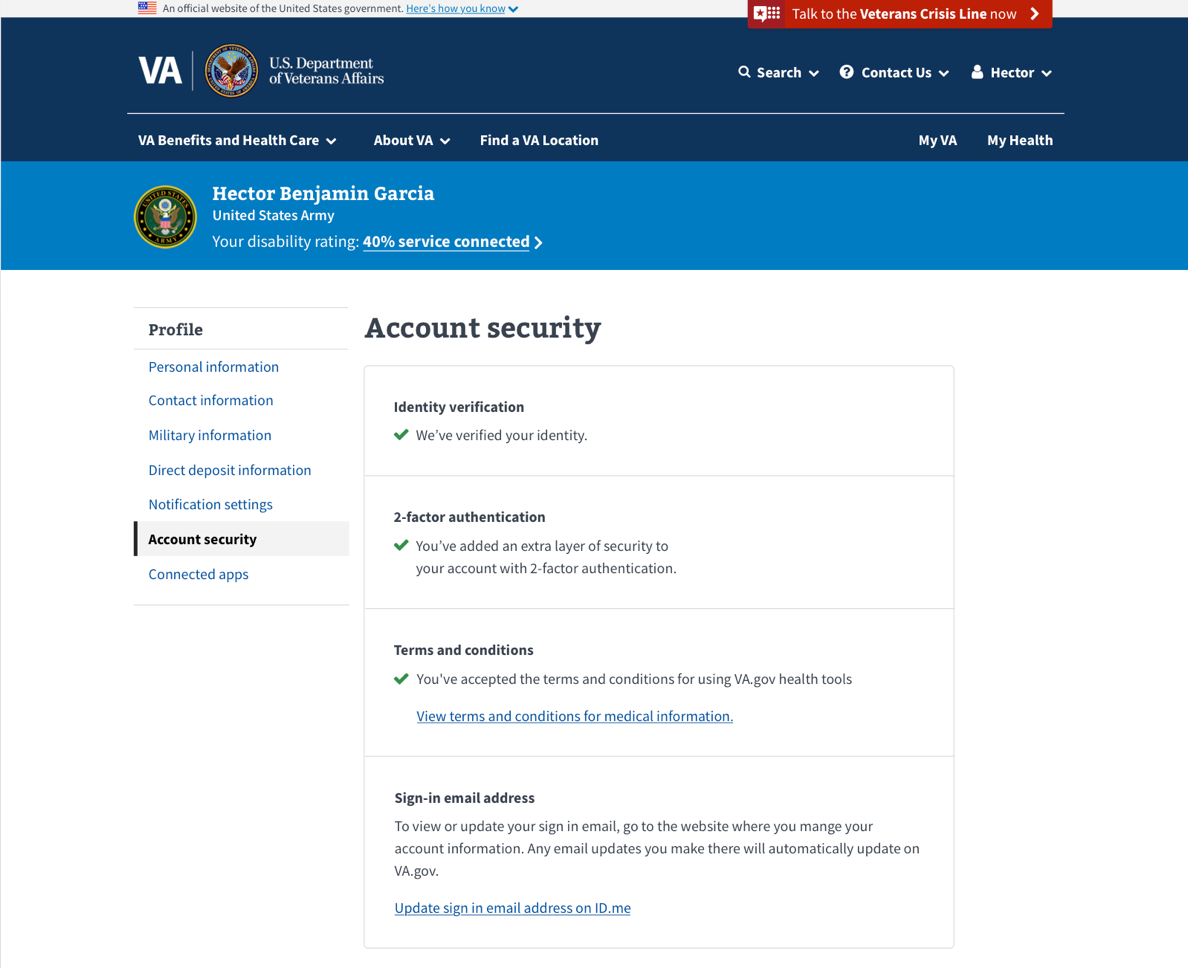 An official website of the United States government. Here's how you know
Talk to the Veterans Crisis Line now
VA
U.S. Department
of Veterans Affairs
Search
Contact Us
Hector
VA Benefits and Health Care
About VA
Find a VA Location
My VA
My Health
Hector Benjamin Garcia
United States Army
Your disability rating: 40% service connected
Profile
Personal information
Contact information
Military information
Direct deposit information
Notification settings
Account security
Connected apps
Account security
Identity verification
We’ve verified your identity.
2-factor authentication
You’ve added an extra layer of security to
your account with 2-factor authentication.
Terms and conditions
You've accepted the terms and conditions for using VA.gov health tools
View terms and conditions for medical information.
Sign-in email address
To view or update your sign in email, go to the website where you mange your
account information. Any email updates you make there will automatically update on
VA.gov.
Update sign in email address on ID.me